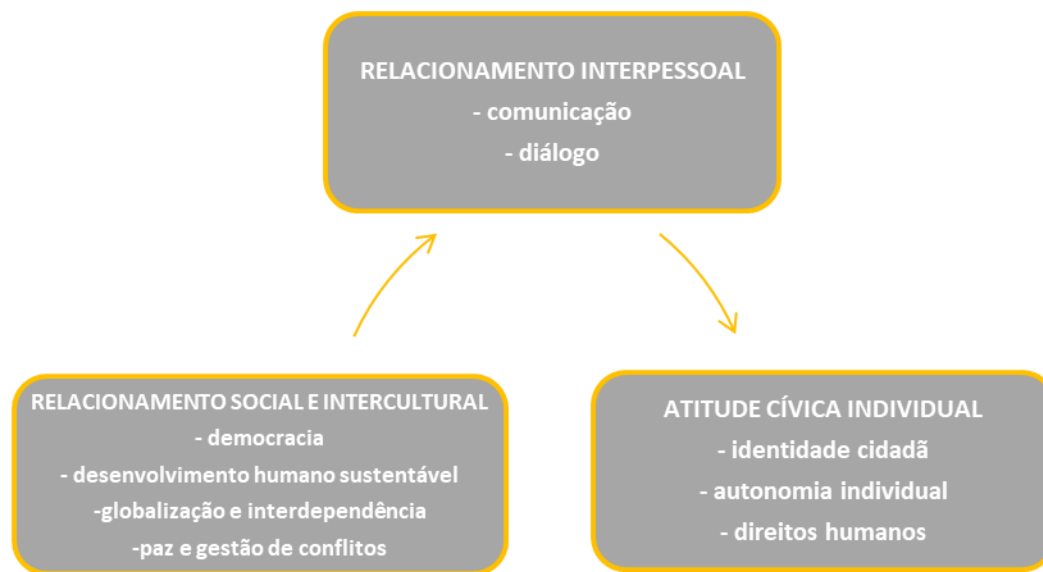 RELACIONAMENTO INTERPESSOAL
- comunicação
- diálogo
RELACIONAMENTO SOCIAL E INTERCULTURAL
- democracia
- desenvolvimento humano sustentável
-globalização e interdependência
-paz e gestão de conflitos
ATITUDE CÍVICA INDIVIDUAL
- identidade cidadã
- autonomia individual
- direitos humanos